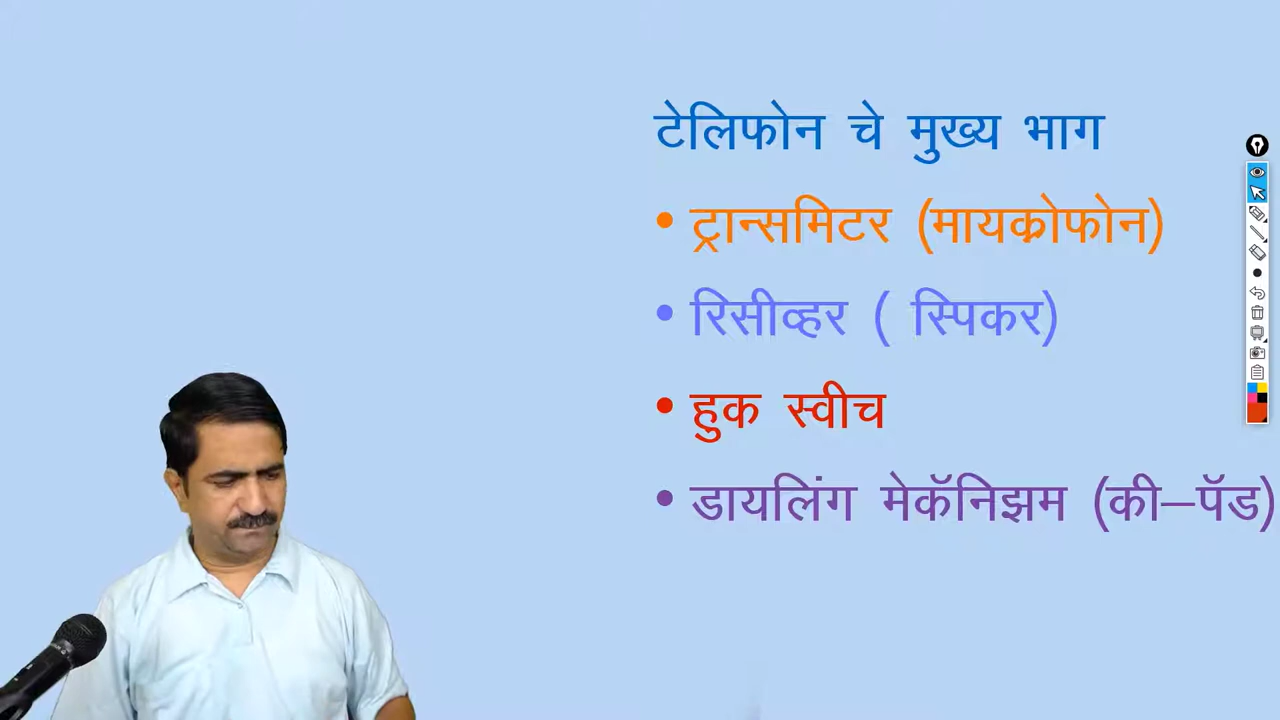 टेलिफोन चे मुख्य भाग
• ट्रान्समिटर (मायक्रोफोन)
• रिसीव्हर ( स्पिकर)
• हुक स्वीच
• डायलिंग मेकॅनिझम (की–पॅड)